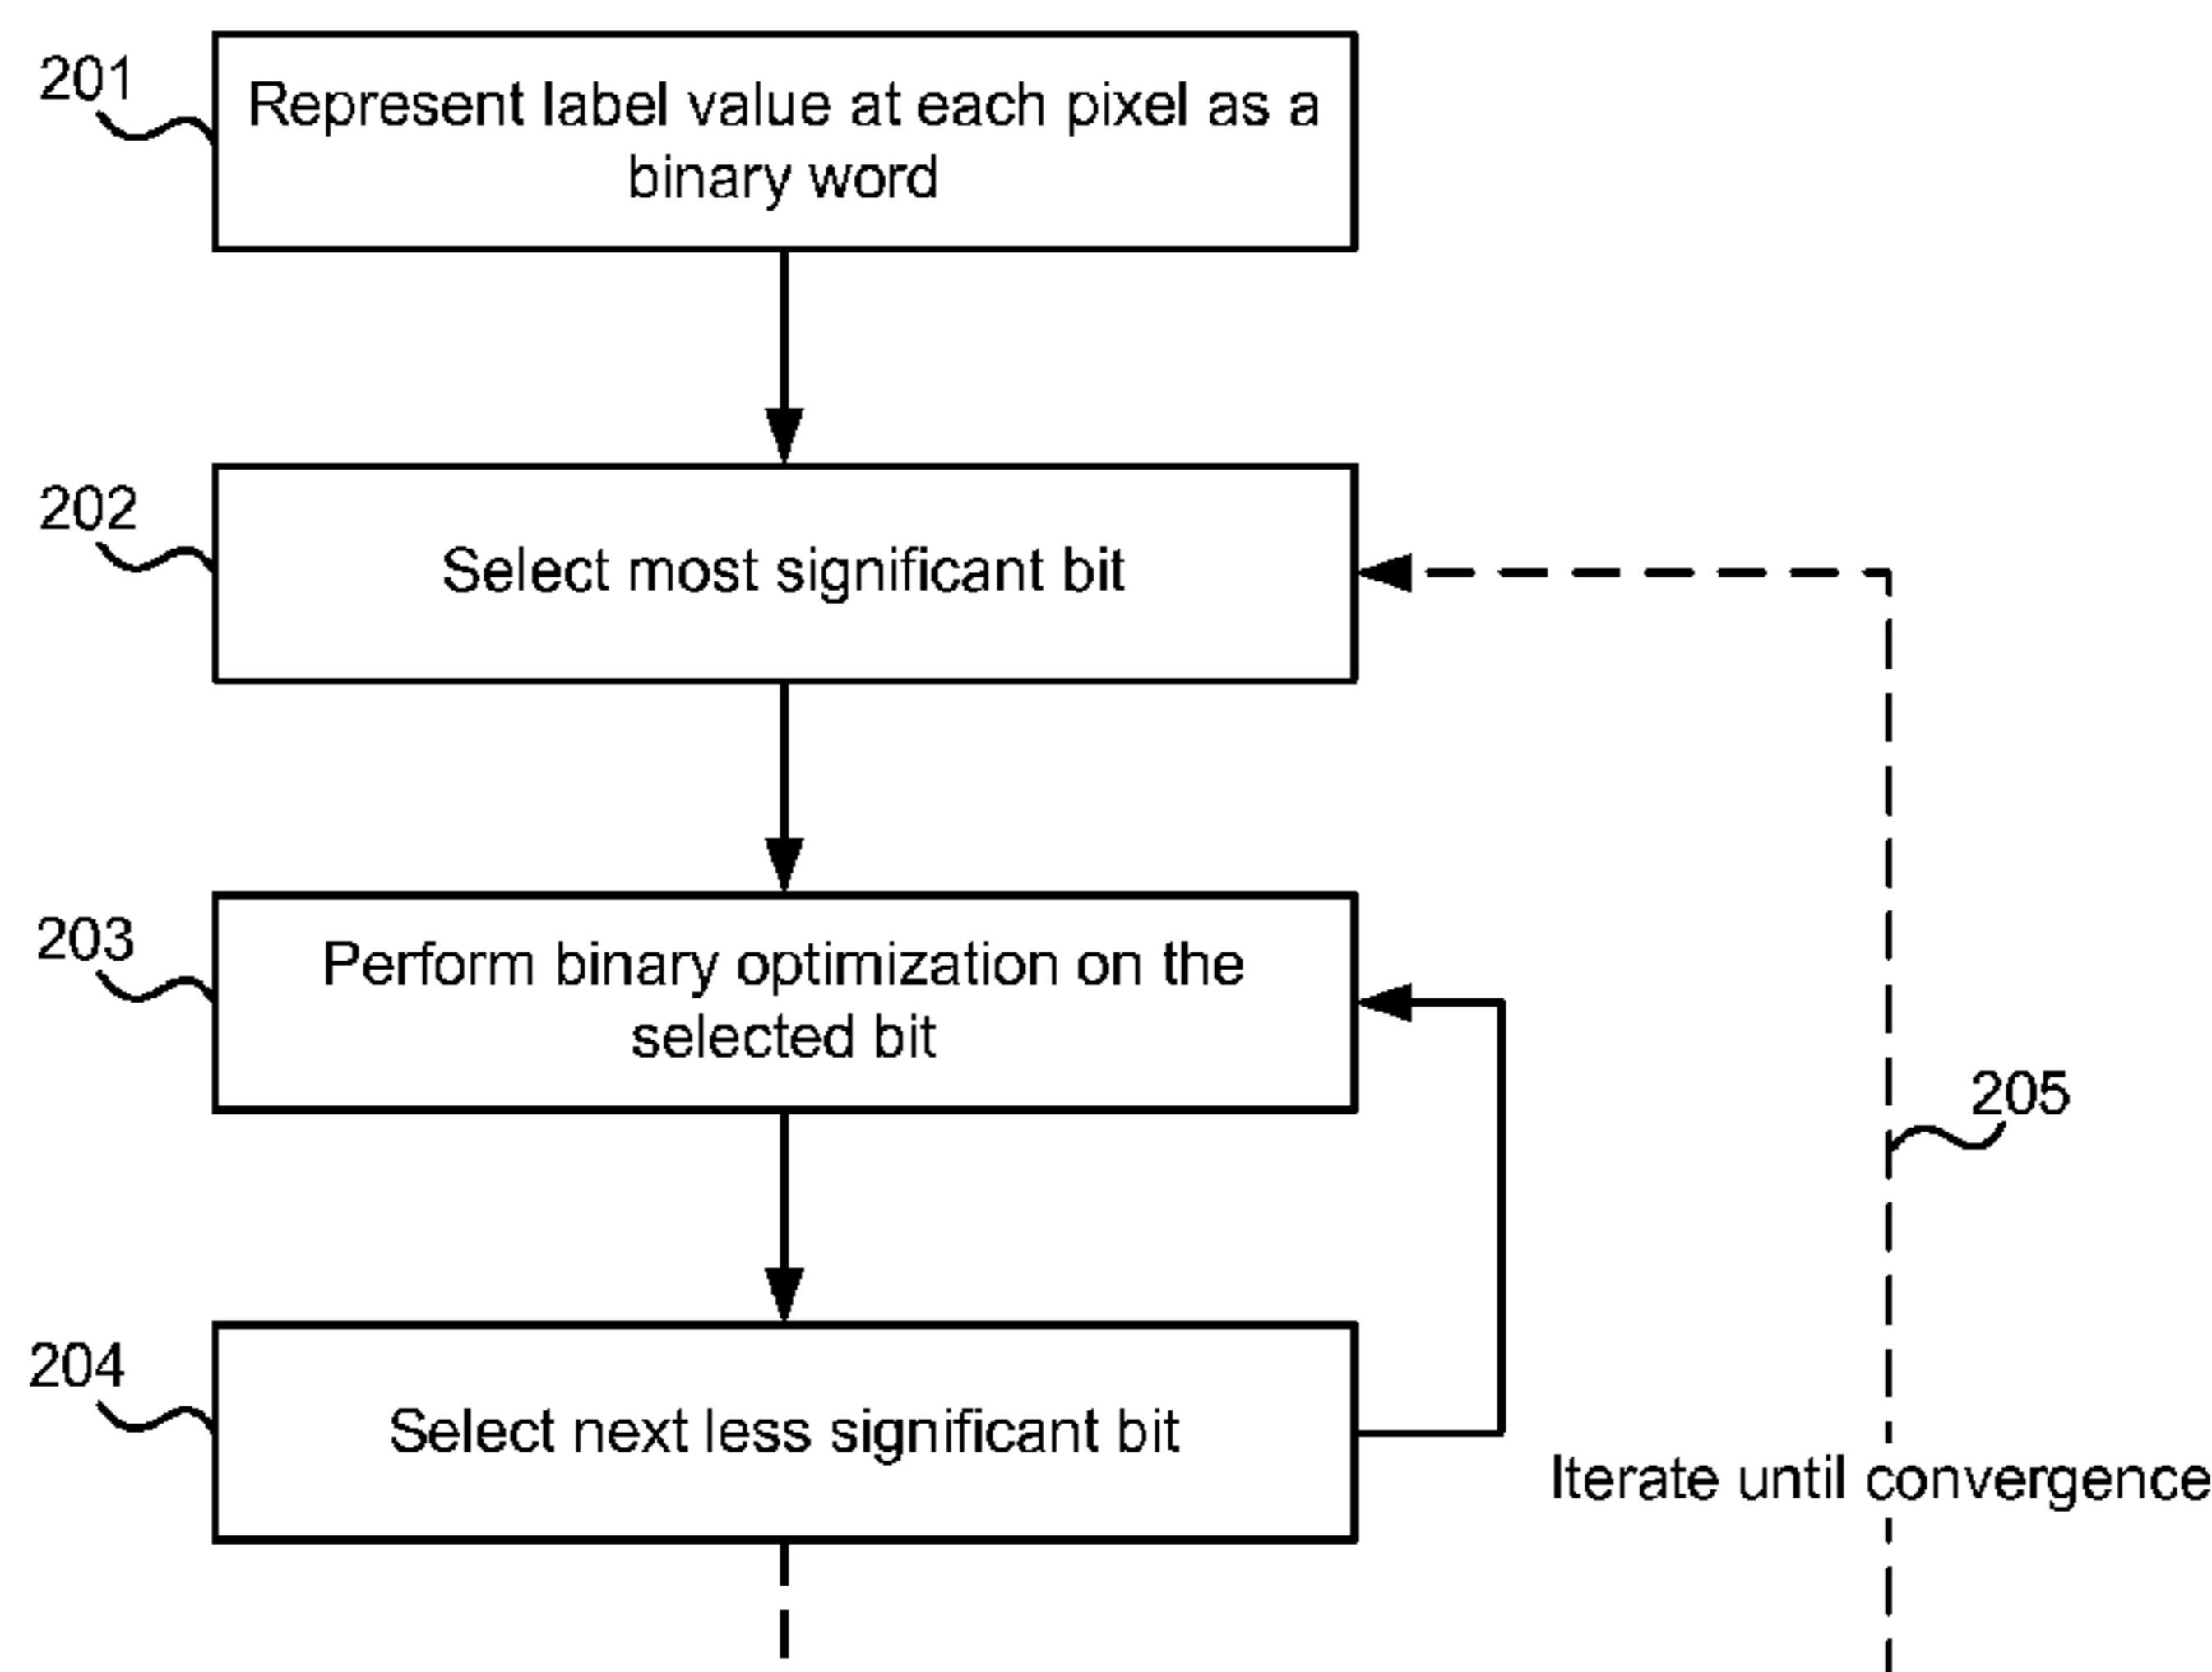 201
Represent label value at each pixel as a
binary word
202
Select most significant bit
203
Perform binary optimization on the
selected bit
205
204
Select next less significant bit
Iterate until convergence